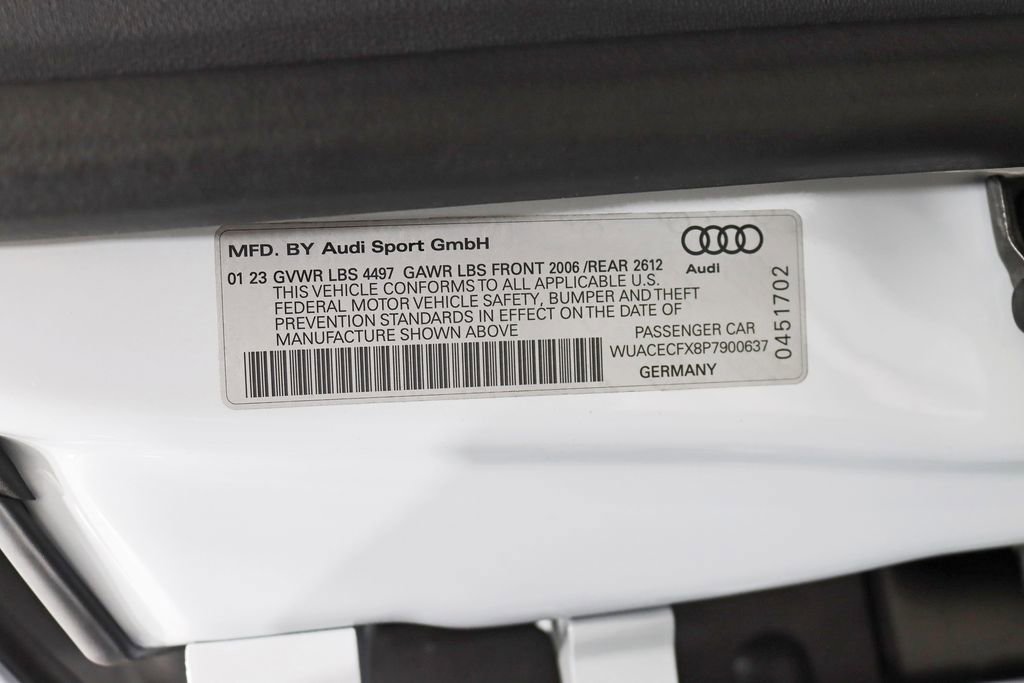 MFD. BY Audi Sport GmbH
Audi
01 23 GVWR LBS 4497 GAWR LBS FRONT 2006 /REAR 2612
THIS VEHICLE CONFORMS TO ALL APPLICABLE U.S.
FEDERAL MOTOR VEHICLE SAFETY, BUMPER AND THEFT
PREVENTION STANDARDS IN EFFECT ON THE DATE OF
MANUFACTURE SHOWN ABOVE
PASSENGER CAR
WUACECFX8P7900637
GERMANY
0451702